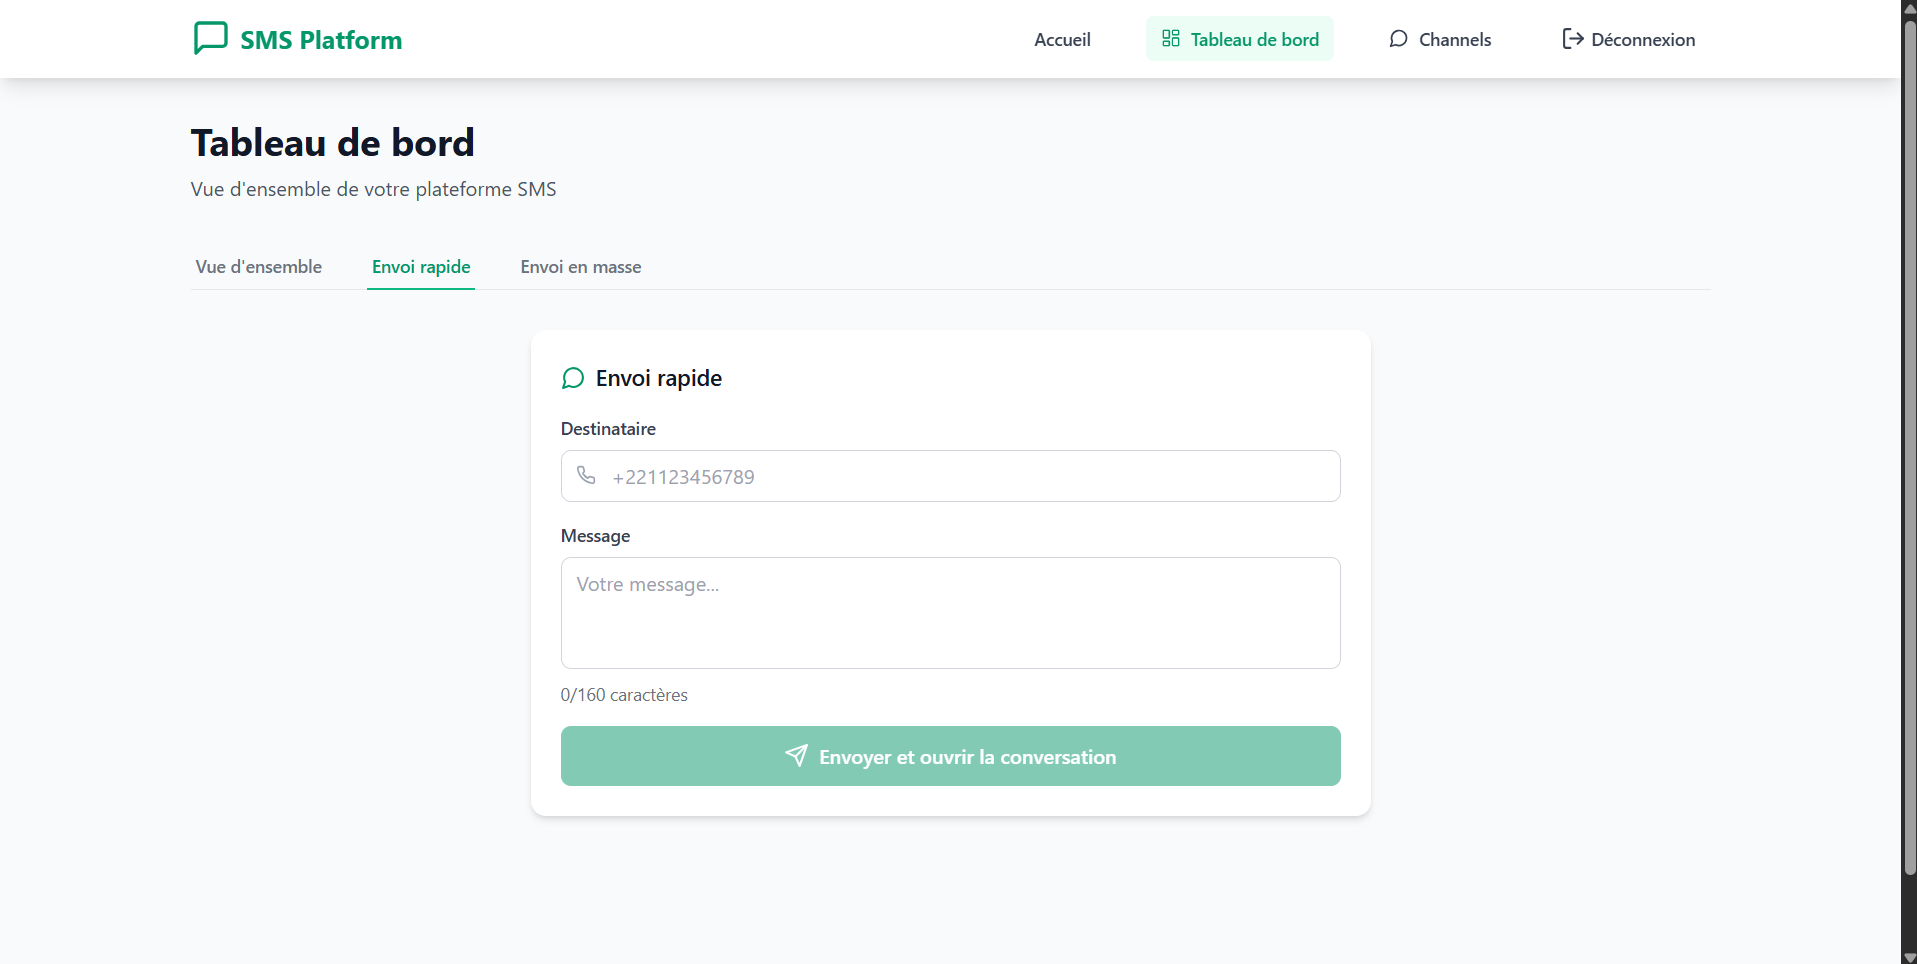 SMS Platform
Accueil
Tableau de bord
Channels
Déconnexion
Tableau de bord
Vue d'ensemble de votre plateforme SMS
Vue d'ensemble
Envoi rapide
Envoi en masse
Envoi rapide
Destinataire
+221123456789
Message
Votre message...
0/160 caractères
Envoyer et ouvrir la conversation